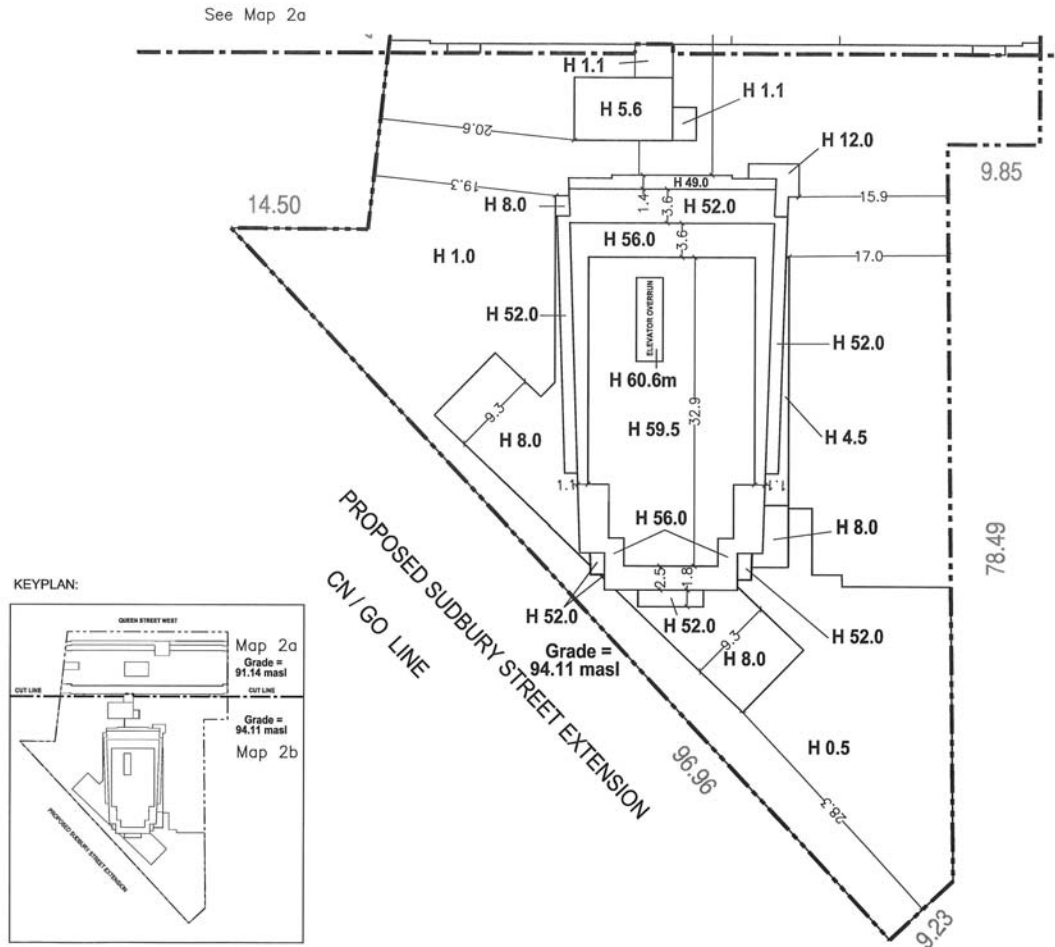 See Map 2a
H 1.1
H 5.6
H 1.1
20.6
H 12.0
9.85
19.3
H 49.0
1.4
3.6
15.9
14.50
H 8.0
H 52.0
H 56.0
3.6
H 1.0
17.0
ELEVATOR OVERRUN
H 52.0
H 52.0
H 60.6m
9.3
32.9
H 59.5
H 8.0
H 4.5
1.1
1.1
H 56.0
H 8.0
78.49
PROPOSED SUDBURY STREET EXTENSION
CN / GO LINE
2.5
1.8
H 52.0
H 52.0
H 52.0
9.3
H 8.0
Grade =
94.11 masl
H 0.5
96.96
28.3
9.23
KEYPLAN:
QUEEN STREET WEST
Map 2a
Grade =
91.14 masl
CUT LINE
CUT LINE
Grade =
94.11 masl
Map 2b
PROPOSED SUDBURY STREET EXTENSION